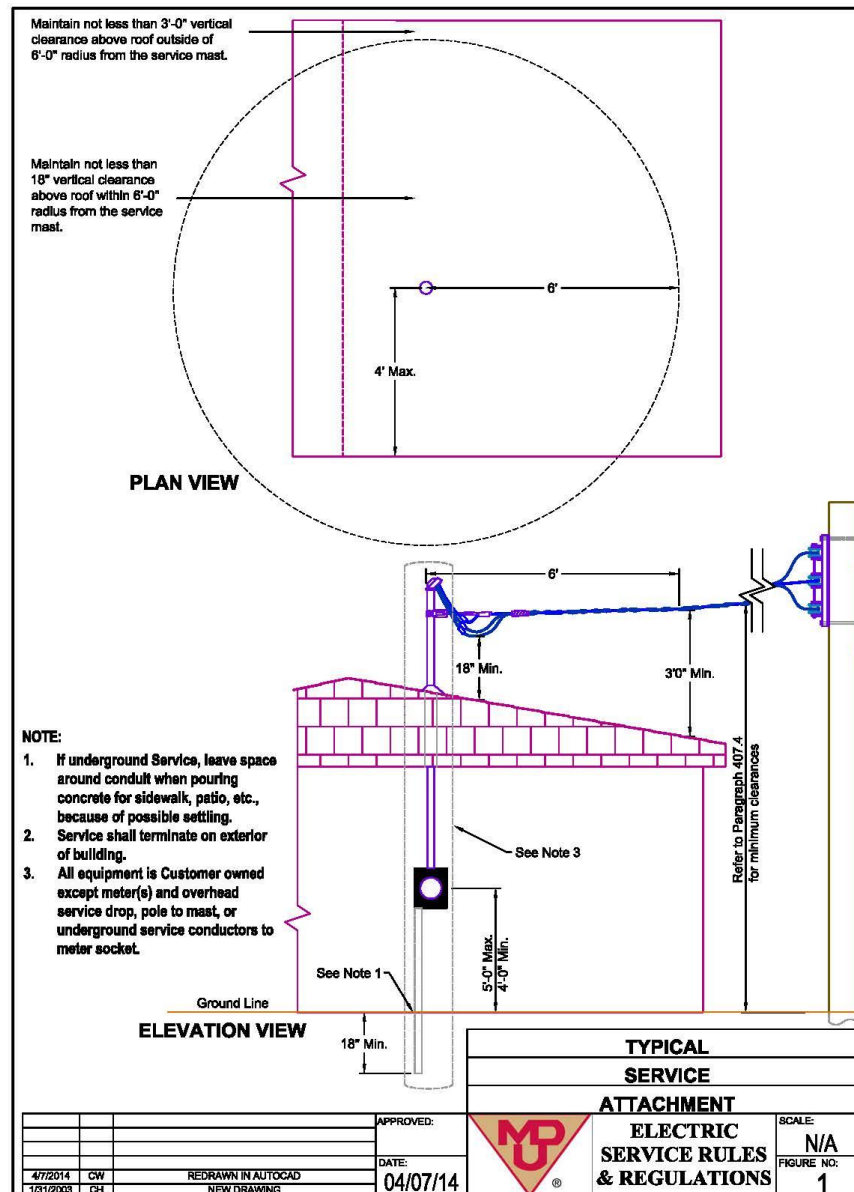 Maintain not less than 3'-0" vertical
clearance above roof outside of
6'-0" radius from the service mast.
Maintain not less than
18" vertical clearance
above roof within 6'-0"
radius from the service
mast.
6'
4' Max.
PLAN VIEW
6'
18" Min.
3'0" Min.
Refer to Paragraph 407.4
for minimum clearances
NOTE:
1. If underground Service, leave space
around conduit when pouring
concrete for sidewalk, patio, etc.,
because of possible settling.
2. Service shall terminate on exterior
of building.
3. All equipment is Customer owned
except meter(s) and overhead
service drop, pole to mast, or
underground service conductors to
meter socket.
See Note 3
5'-0" Max.
4'-0" Min.
See Note 1
Ground Line
ELEVATION VIEW
18" Min.
TYPICAL
SERVICE
ATTACHMENT
APPROVED:
MPU
®
ELECTRIC
SERVICE RULES
& REGULATIONS
SCALE:
N/A
FIGURE NO:
1
DATE:
04/07/14
4/7/2014 CW REDRAWN IN AUTOCAD
1/31/2003 CH NEW DRAWING